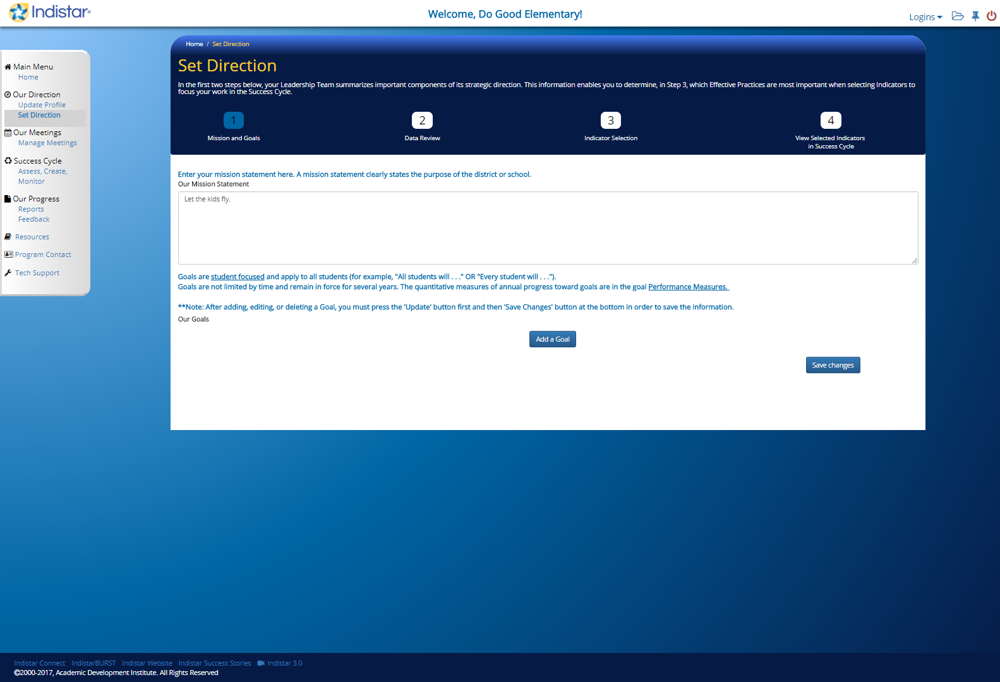 Indistar®
Welcome, Do Good Elementary!
Logins
Main Menu
Home
Our Direction
Update Profile
Set Direction
Our Meetings
Manage Meetings
Success Cycle
Assess, Create,
Monitor
Our Progress
Reports
Feedback
Resources
Program Contact
Tech Support
Home / Set Direction
Set Direction
In the first two steps below, your Leadership Team summarizes important components of its strategic direction. This information enables you to determine, in Step 3, which Effective Practices are most important when selecting Indicators to
focus your work in the Success Cycle.
1 2 3 4
Mission and Goals Data Review Indicator Selection View Selected Indicators
in Success Cycle
Enter your mission statement here. A mission statement clearly states the purpose of the district or school.
Our Mission Statement
Let the kids fly.
Goals are student focused and apply to all students (for example, "All students will . . ." OR "Every student will . . .").
Goals are not limited by time and remain in force for several years. The quantitative measures of annual progress toward goals are in the goal Performance Measures.
**Note: After adding, editing, or deleting a Goal, you must press the 'Update' button first and then 'Save Changes' button at the bottom in order to save the information.
Our Goals
Add a Goal
Save changes
Indistar Connect IndistarBURST Indistar Website Indistar Success Stories Indistar 3.0
©2000-2017, Academic Development Institute. All Rights Reserved